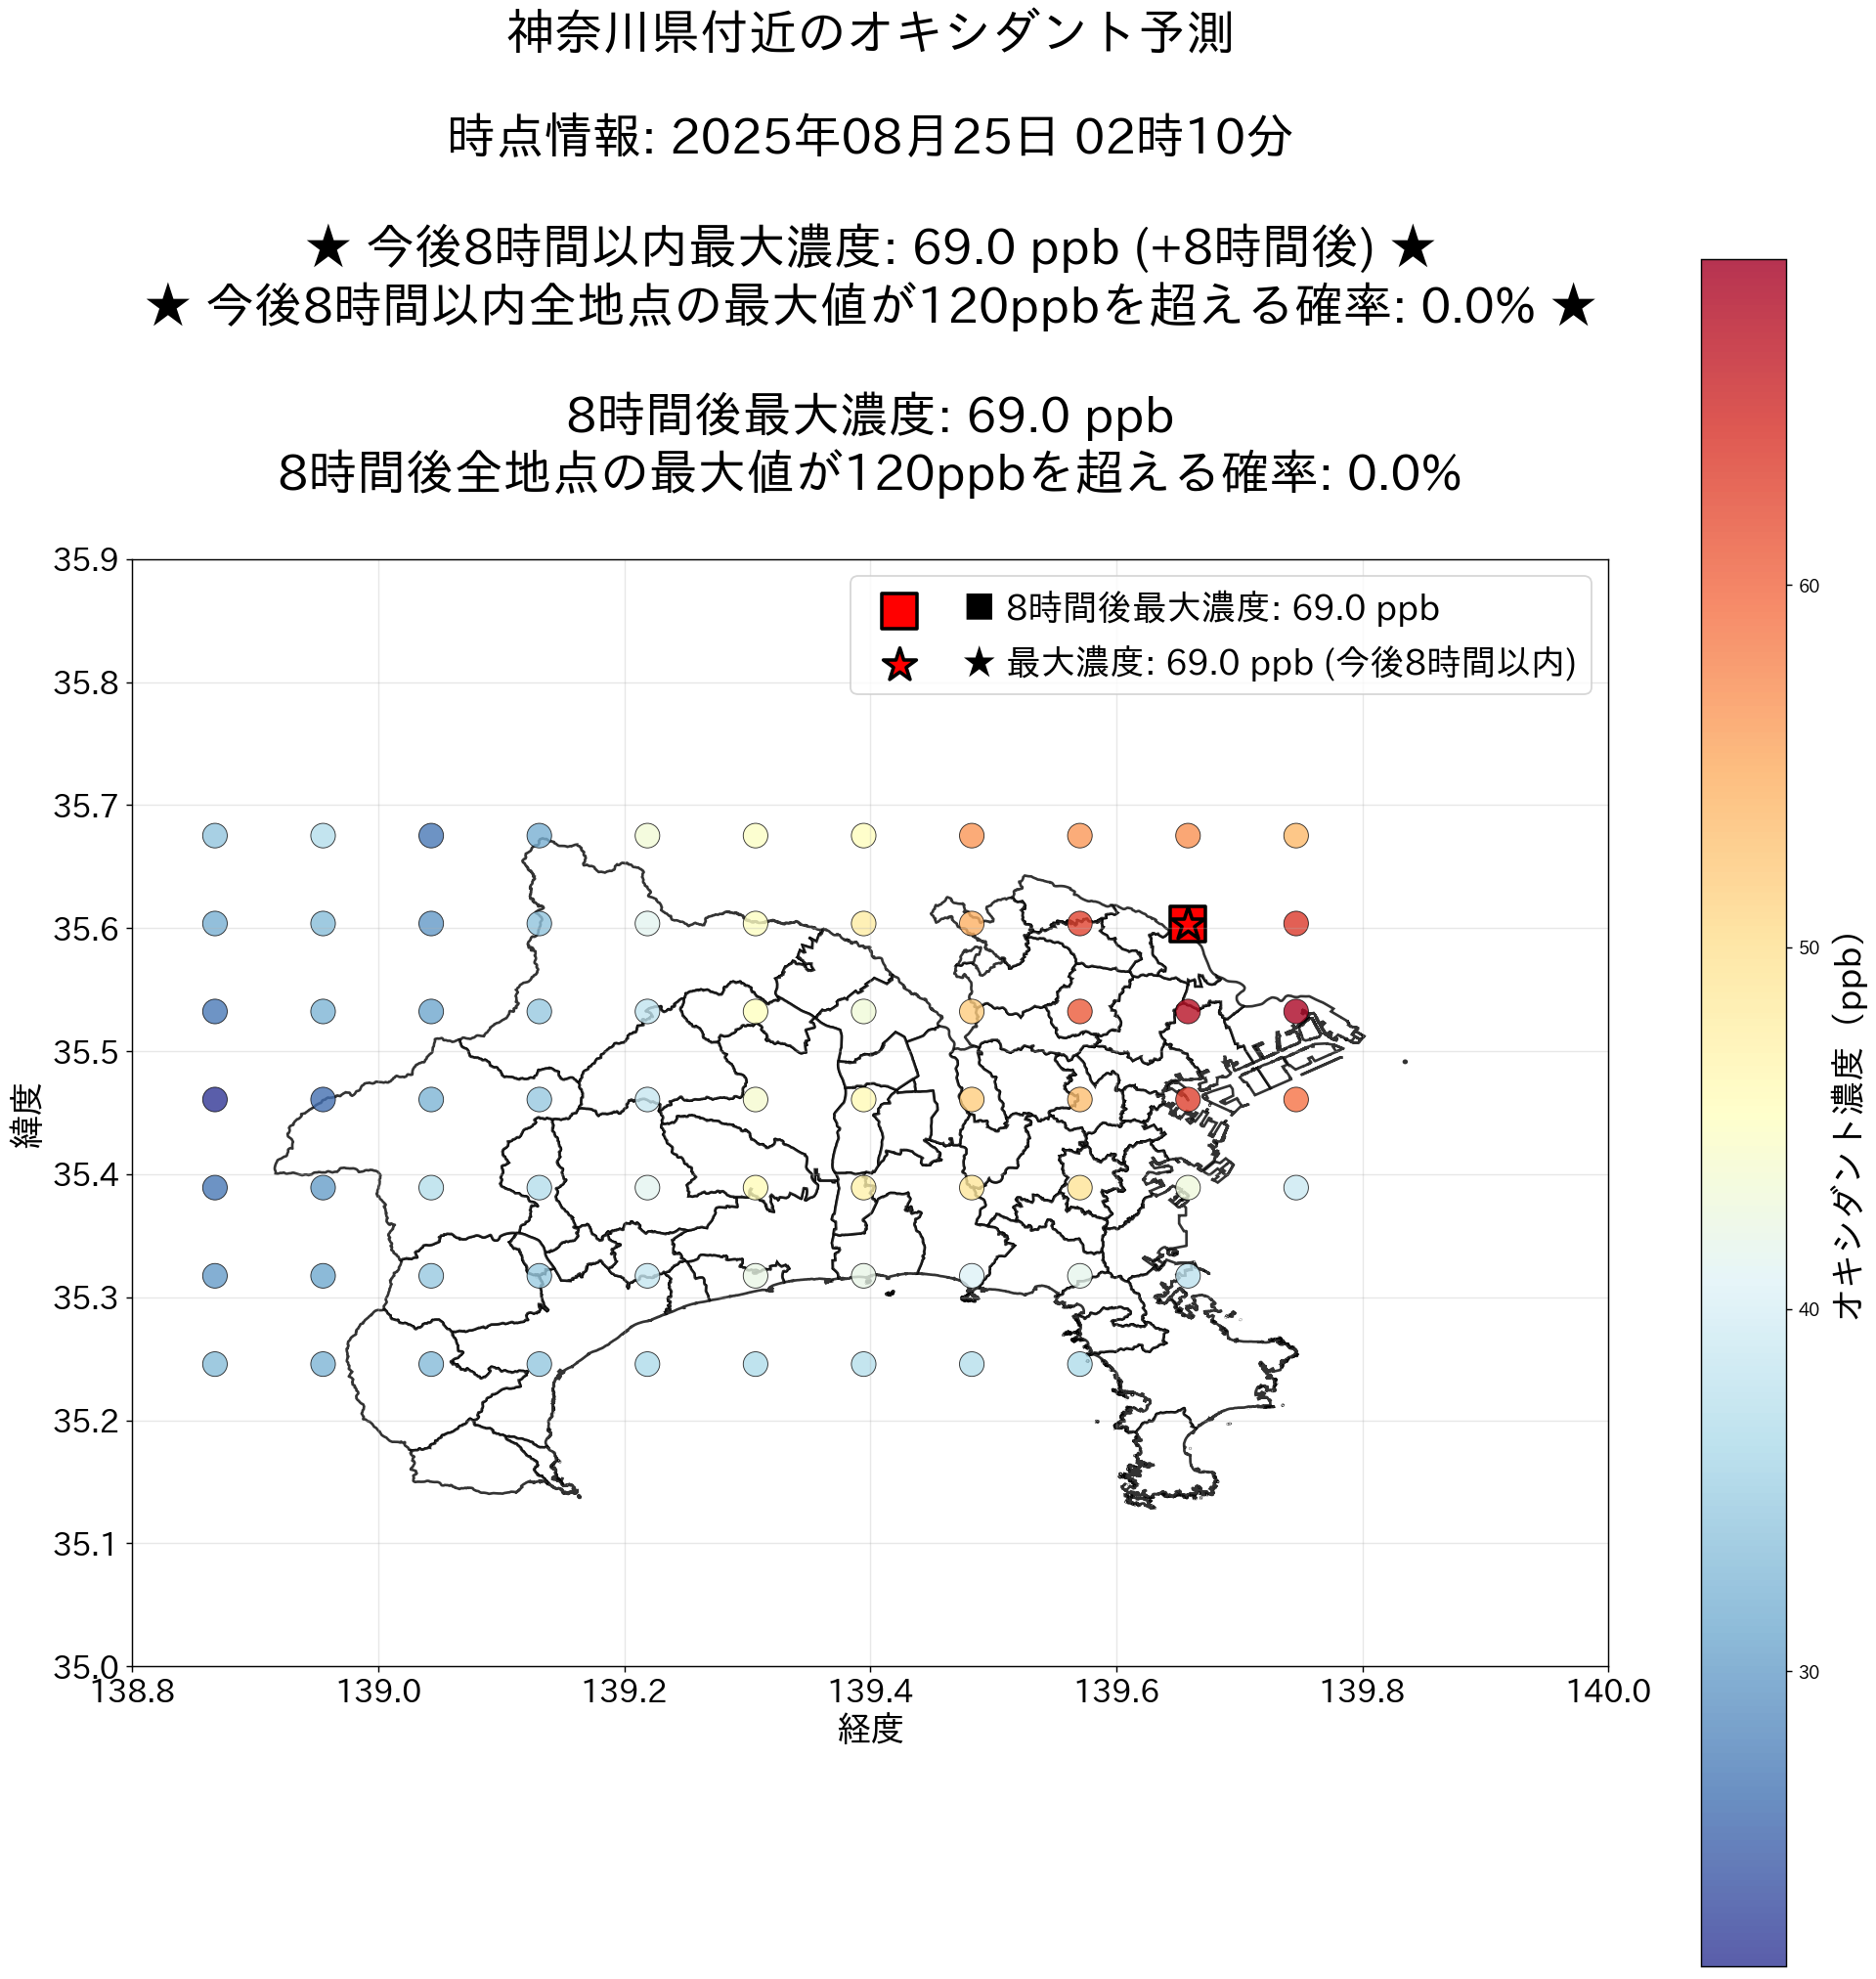 神奈川県付近のオキシダント予測
時点情報: 2025年08月25日 02時10分
★ 今後8時間以内最大濃度: 69.0 ppb (+8時間後) ★
★ 今後8時間以内全地点の最大値が120ppbを超える確率: 0.0% ★
8時間後最大濃度: 69.0 ppb
8時間後全地点の最大値が120ppbを超える確率: 0.0%
■ 8時間後最大濃度: 69.0 ppb
★ 最大濃度: 69.0 ppb (今後8時間以内)
緯度
35.9
35.8
35.7
35.6
35.5
35.4
35.3
35.2
35.1
35.0
138.8 139.0 139.2 139.4 139.6 139.8 140.0
経度
60
50
40
30
オキシダント濃度（ppb）